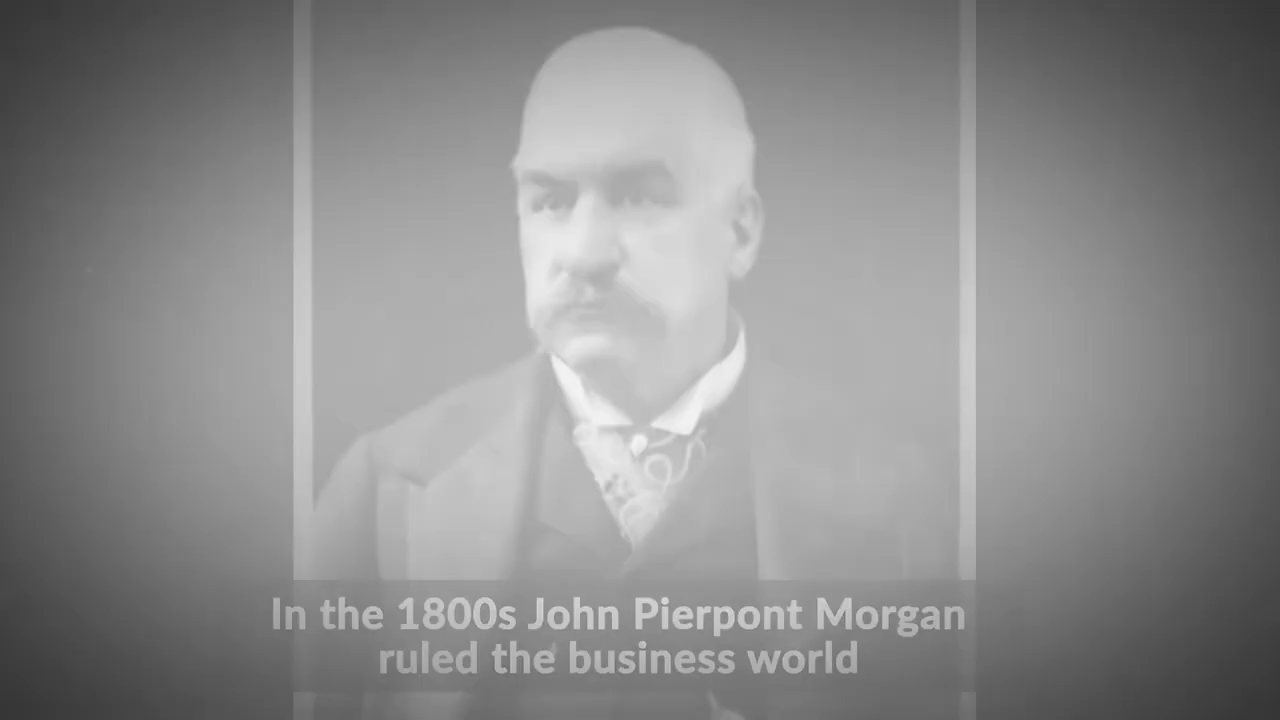 In the 1800s John Pierpont Morgan
ruled the business world